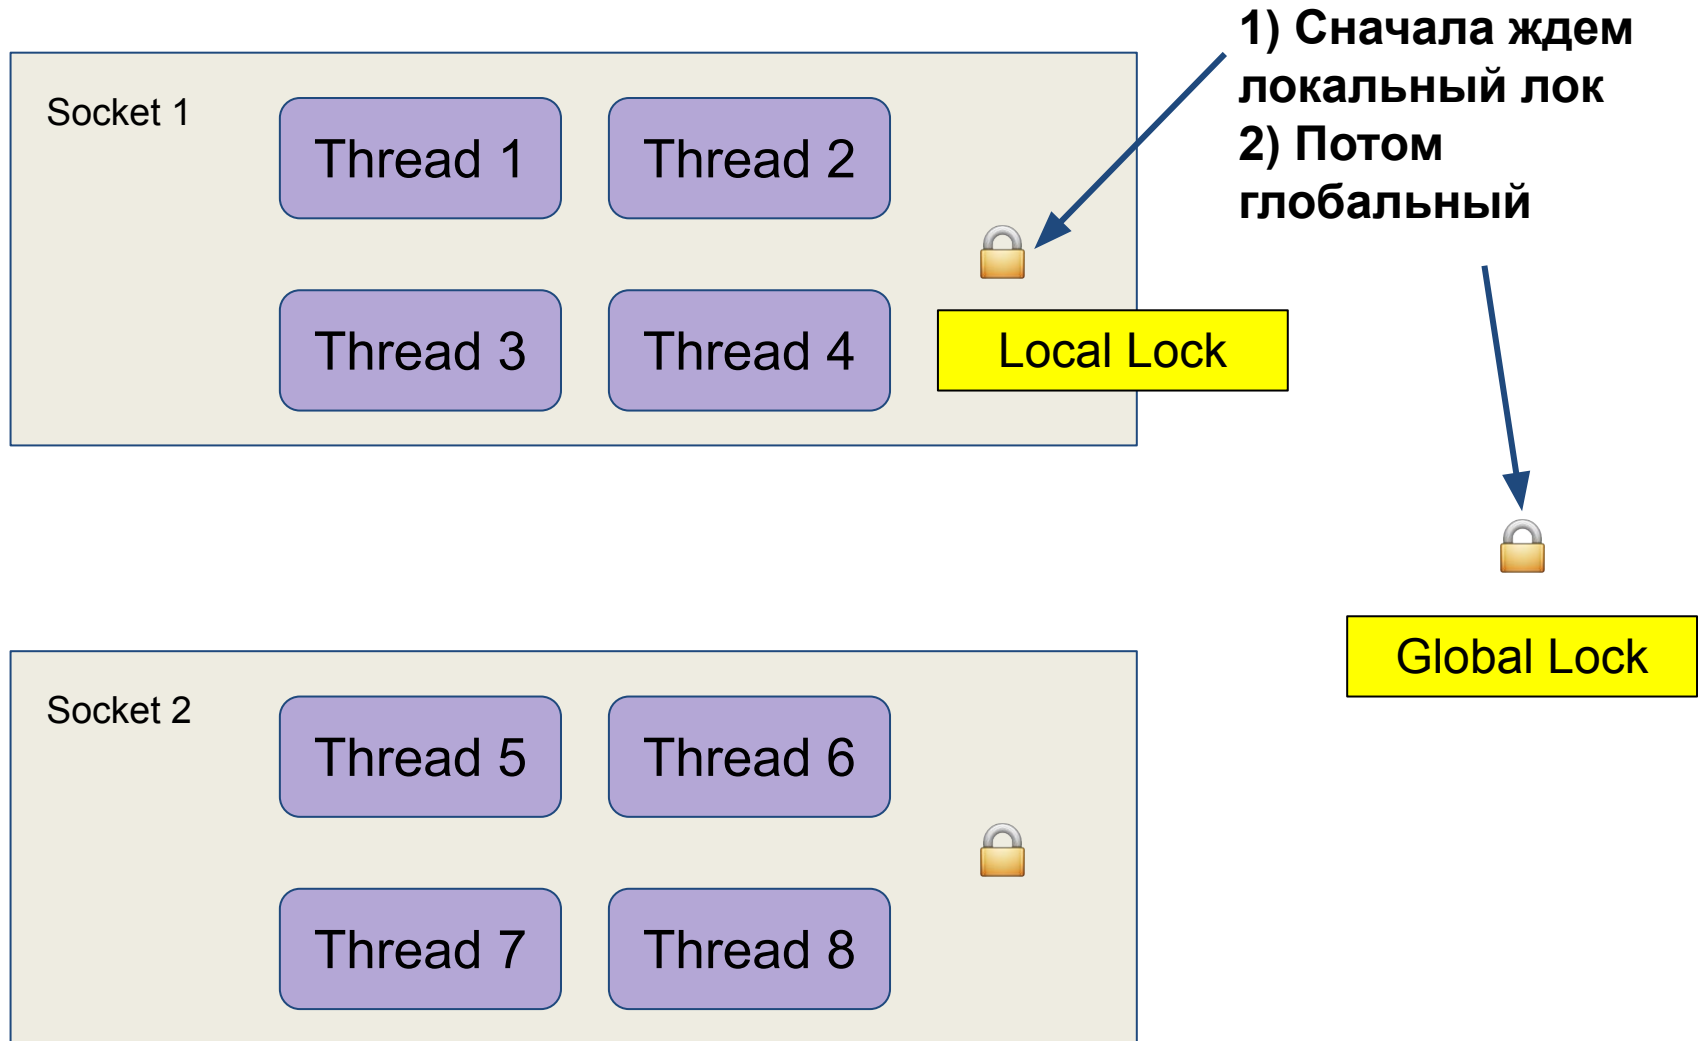 1) Сначала ждем
локальный лок
2) Потом
глобальный
Socket 1
Thread 1
Thread 2
Thread 3
Thread 4
Local Lock
Global Lock
Socket 2
Thread 5
Thread 6
Thread 7
Thread 8